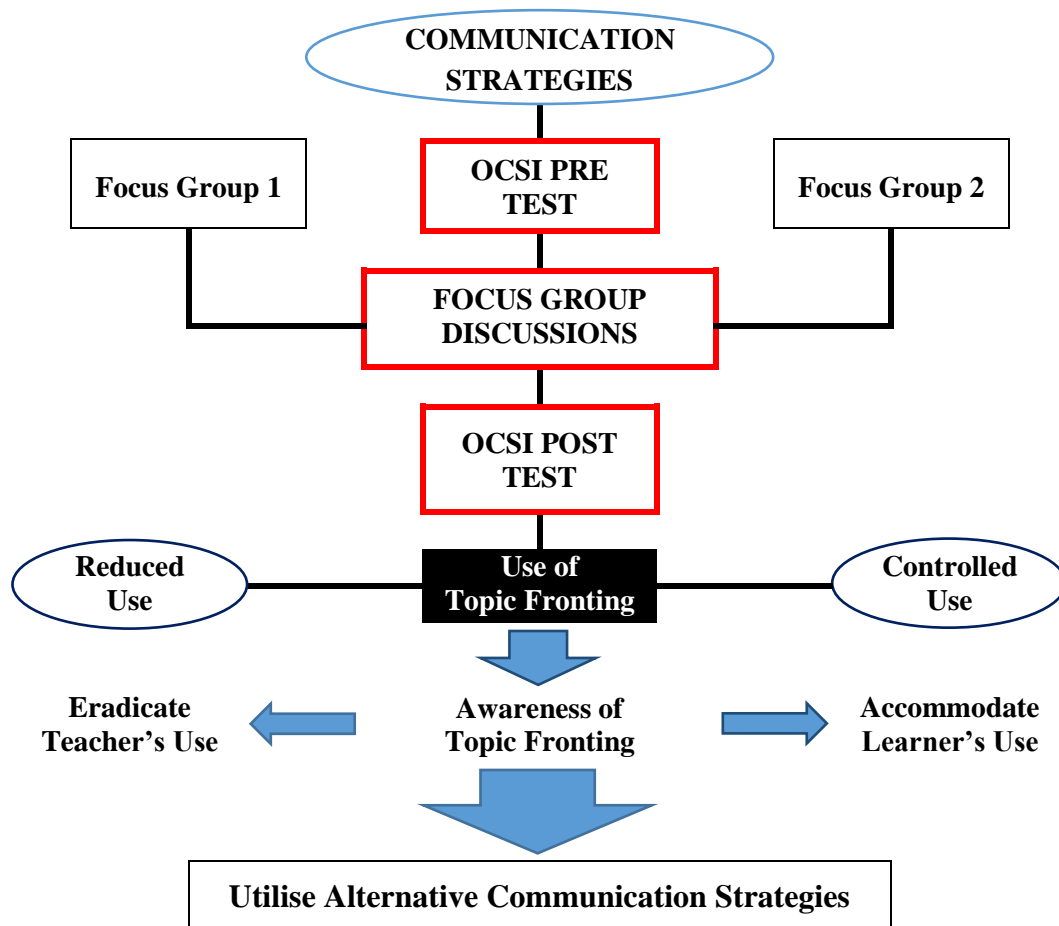 COMMUNICATION
STRATEGIES
Focus Group 1
OCSI PRE
TEST
Focus Group 2
FOCUS GROUP
DISCUSSIONS
OCSI POST
TEST
Reduced
Use
Use of
Topic Fronting
Controlled
Use
Eradicate
Teacher’s Use
Awareness of
Topic Fronting
Accommodate
Learner’s Use
Utilise Alternative Communication Strategies